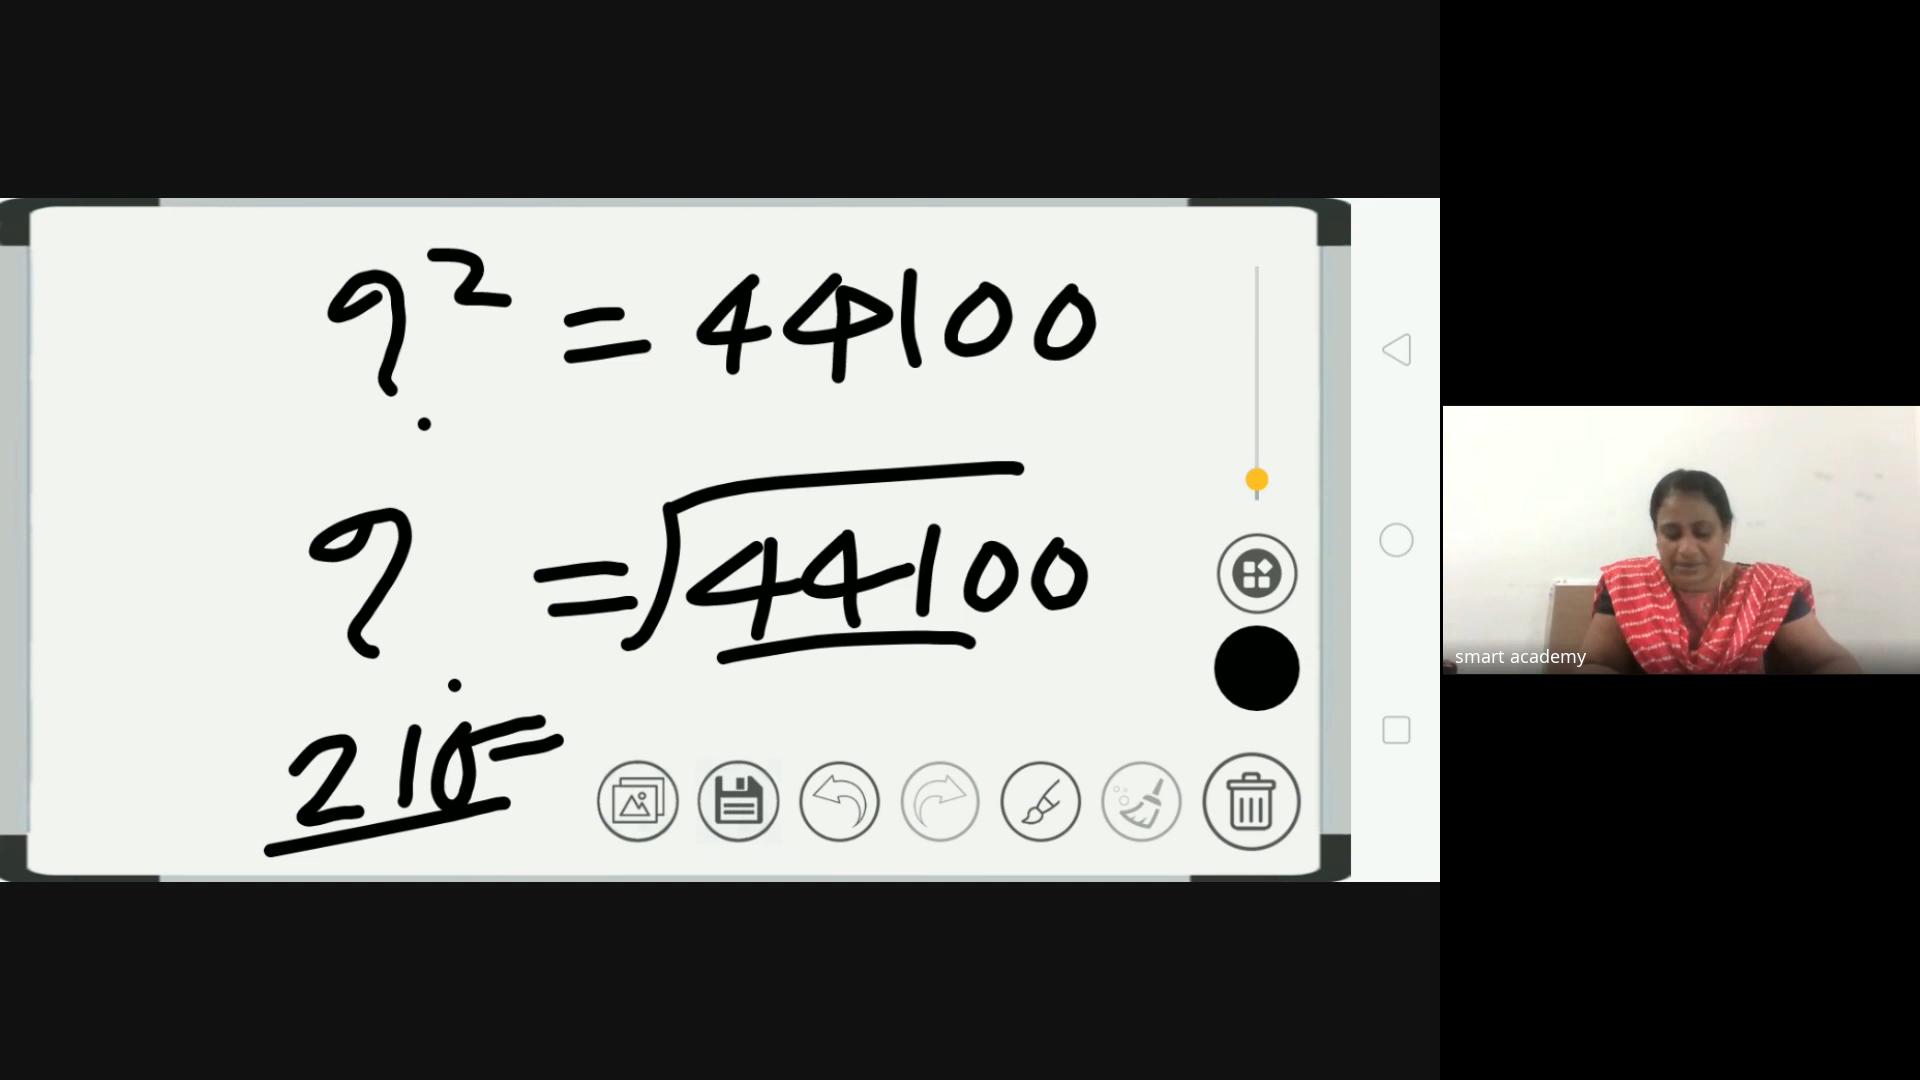 ?² = 44100
? = √44100
210 =
smart academy